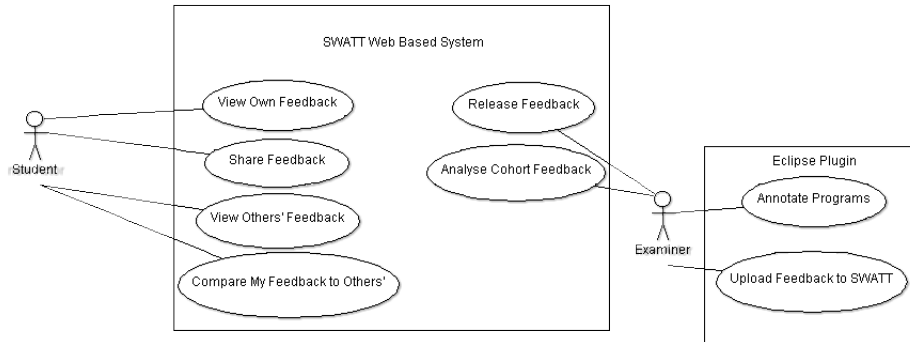 SWATT Web Based System
View Own Feedback
Share Feedback
View Others' Feedback
Compare My Feedback to Others'
Release Feedback
Analyse Cohort Feedback
Student
Examiner
Eclipse Plugin
Annotate Programs
Upload Feedback to SWATT